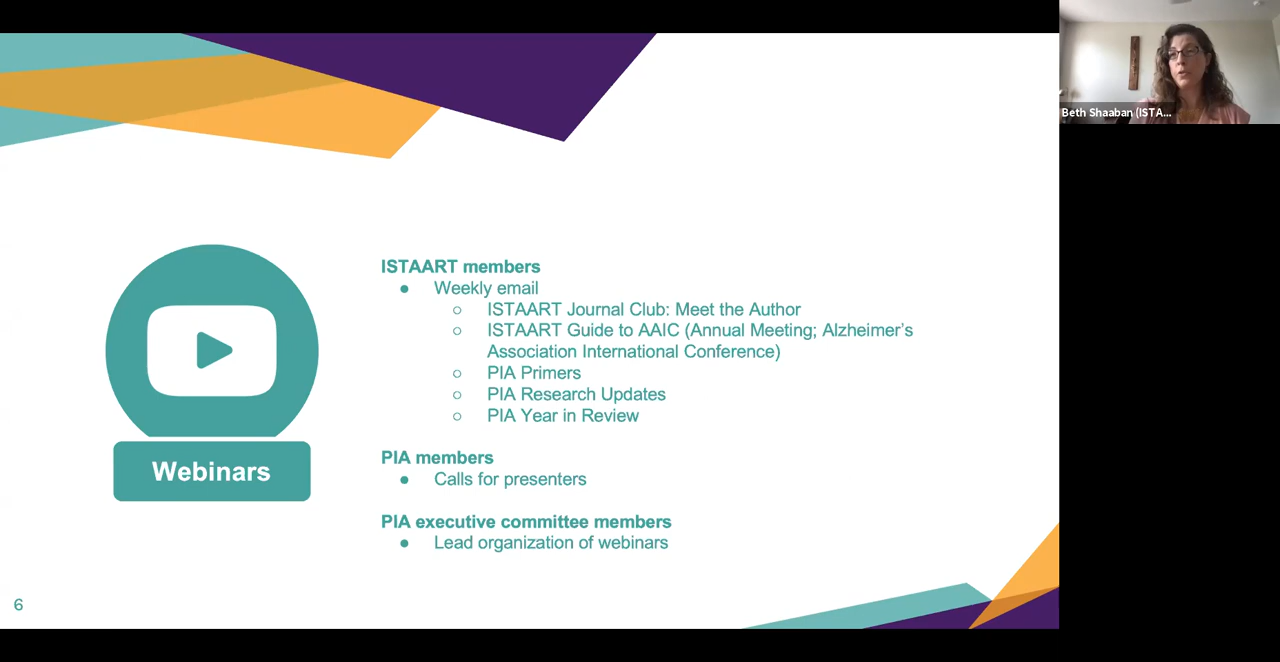 Beth Shaaban (ISTA...
ISTAART members
● Weekly email
○ ISTAART Journal Club: Meet the Author
○ ISTAART Guide to AAIC (Annual Meeting; Alzheimer's
Association International Conference)
○ PIA Primers
○ PIA Research Updates
○ PIA Year in Review
PIA members
● Calls for presenters
PIA executive committee members
● Lead organization of webinars
Webinars
6